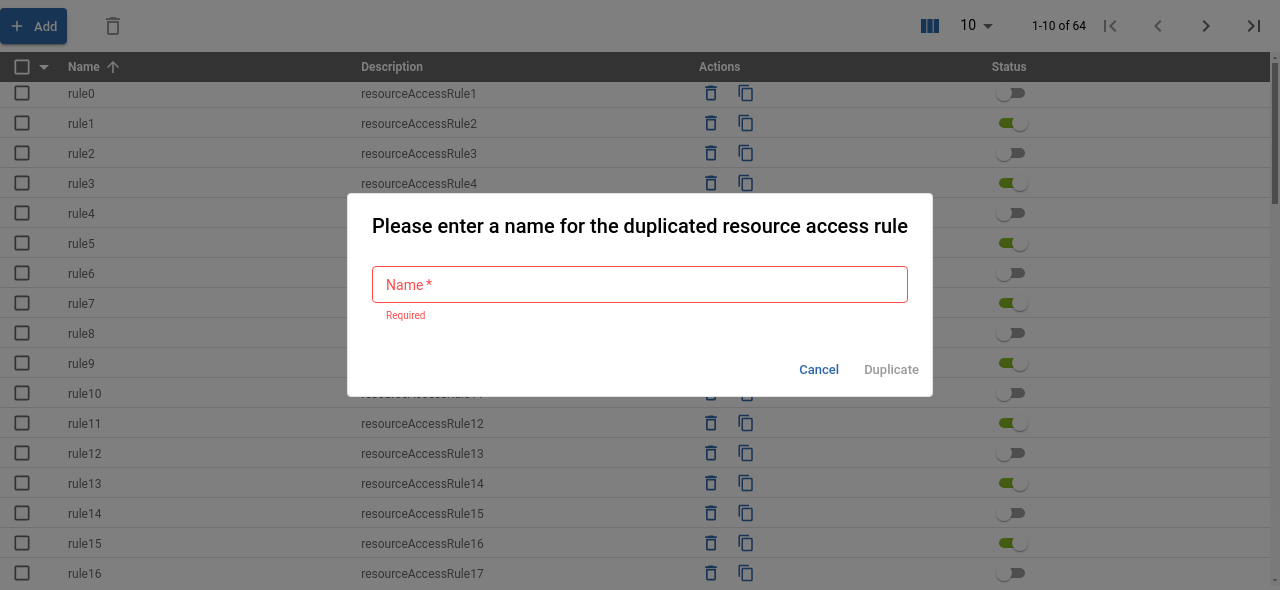 Add 10 1-10 of 64
Name Description Actions Status
rule0 resourceAccessRule1
rule1 resourceAccessRule2
rule2 resourceAccessRule3
rule3 resourceAccessRule4
rule4
rule5
rule6
rule7
rule8
rule9
rule10
rule11 resourceAccessRule12
rule12 resourceAccessRule13
rule13 resourceAccessRule14
rule14 resourceAccessRule15
rule15 resourceAccessRule16
rule16 resourceAccessRule17
Please enter a name for the duplicated resource access rule
Name *
Required
Cancel Duplicate